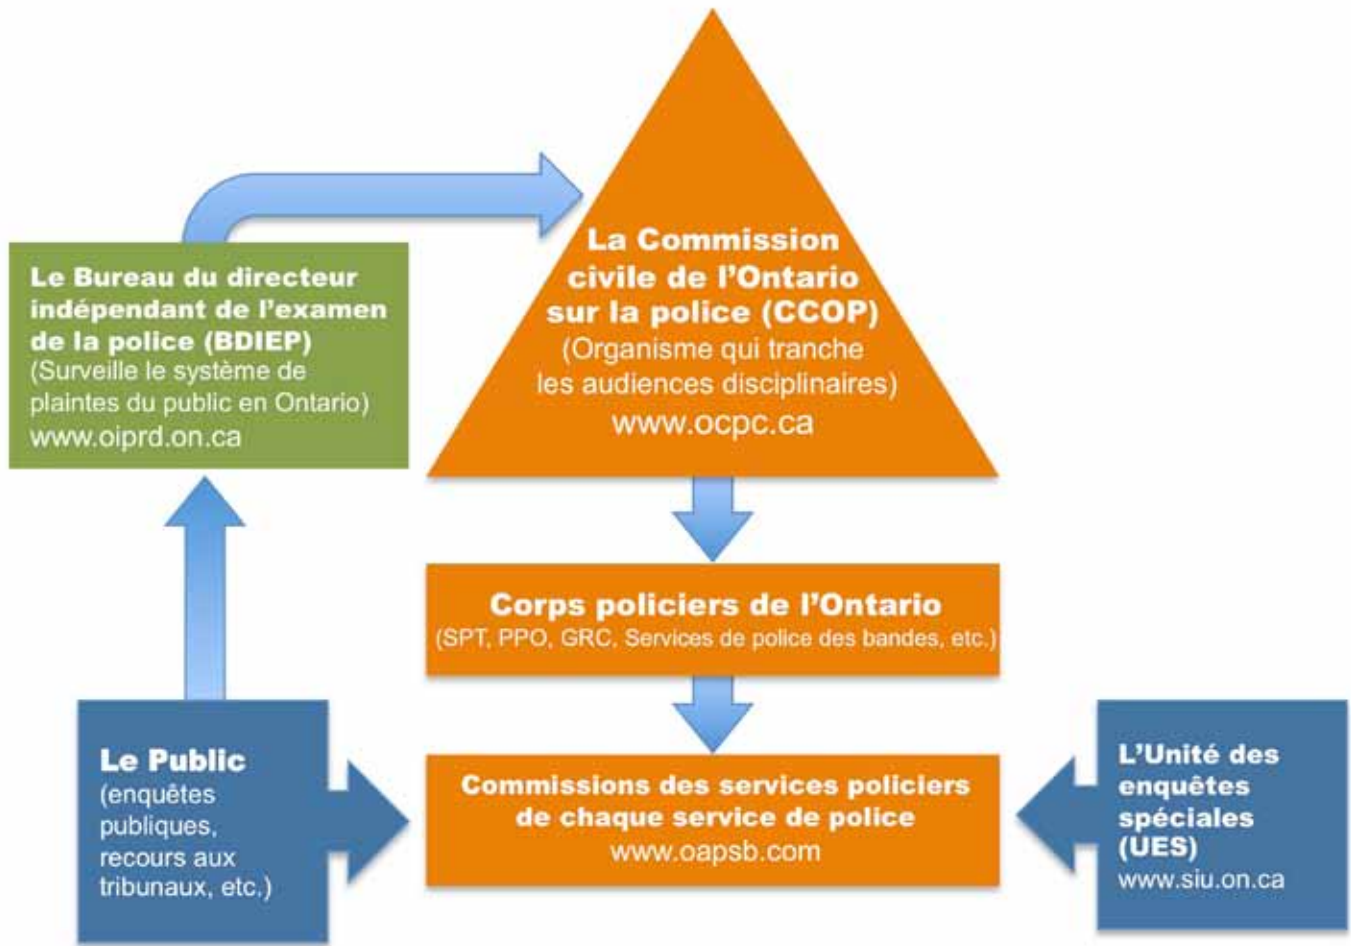 La Commission
civile de l'Ontario
sur la police (CCOP)
(Organisme qui tranche
les audiences disciplinaires)
www.ocpc.ca
Le Bureau du directeur
indépendant de l'examen
de la police (BDIEP)
(Surveille le système de
plaintes du public en Ontario)
www.oiprd.on.ca
Corps policiers de l'Ontario
(SPT, PPO, GRC, Services de police des bandes, etc.)
Le Public
(enquêtes
publiques,
recours aux
tribunaux, etc.)
Commissions des services policiers
de chaque service de police
www.oapsb.com
L'Unité des
enquêtes
spéciales
(UES)
www.siu.on.ca